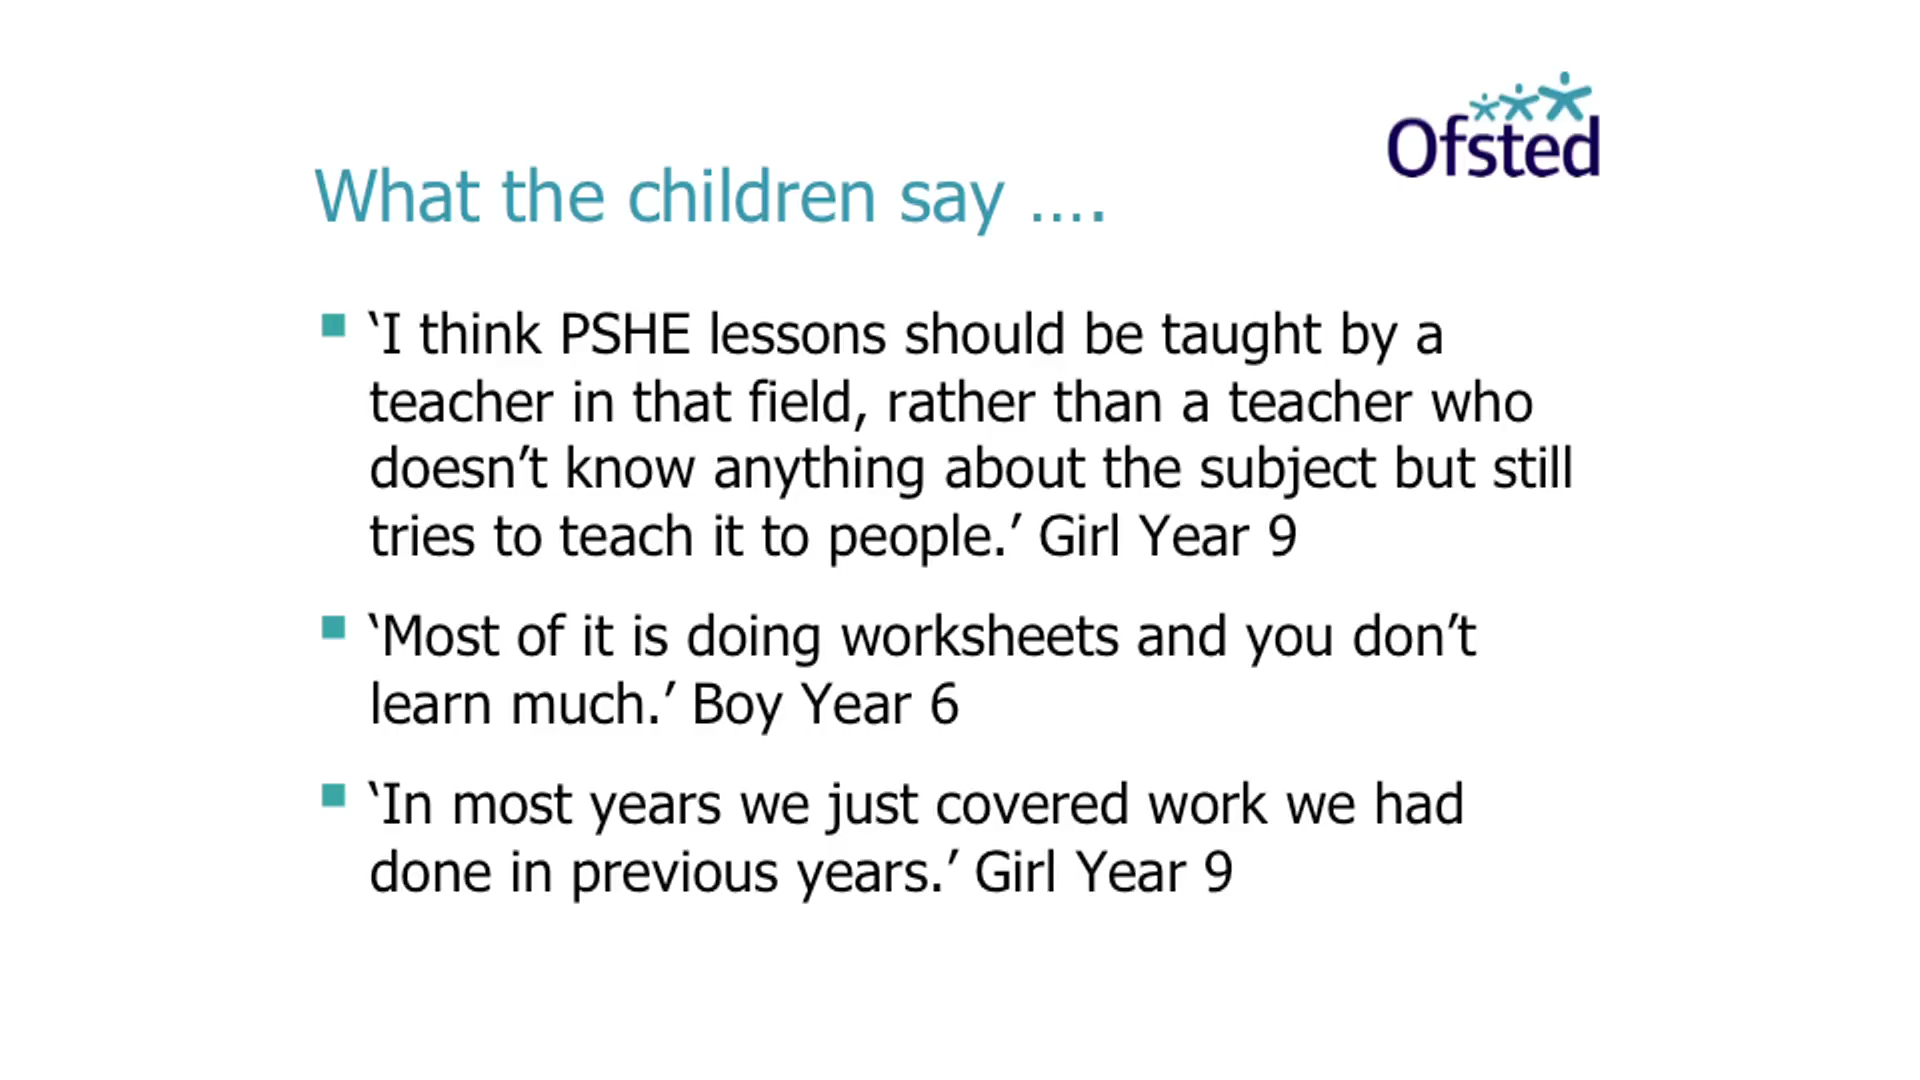 Ofsted
What the children say ….
‘I think PSHE lessons should be taught by a
teacher in that field, rather than a teacher who
doesn’t know anything about the subject but still
tries to teach it to people.’ Girl Year 9
‘Most of it is doing worksheets and you don’t
learn much.’ Boy Year 6
‘In most years we just covered work we had
done in previous years.’ Girl Year 9